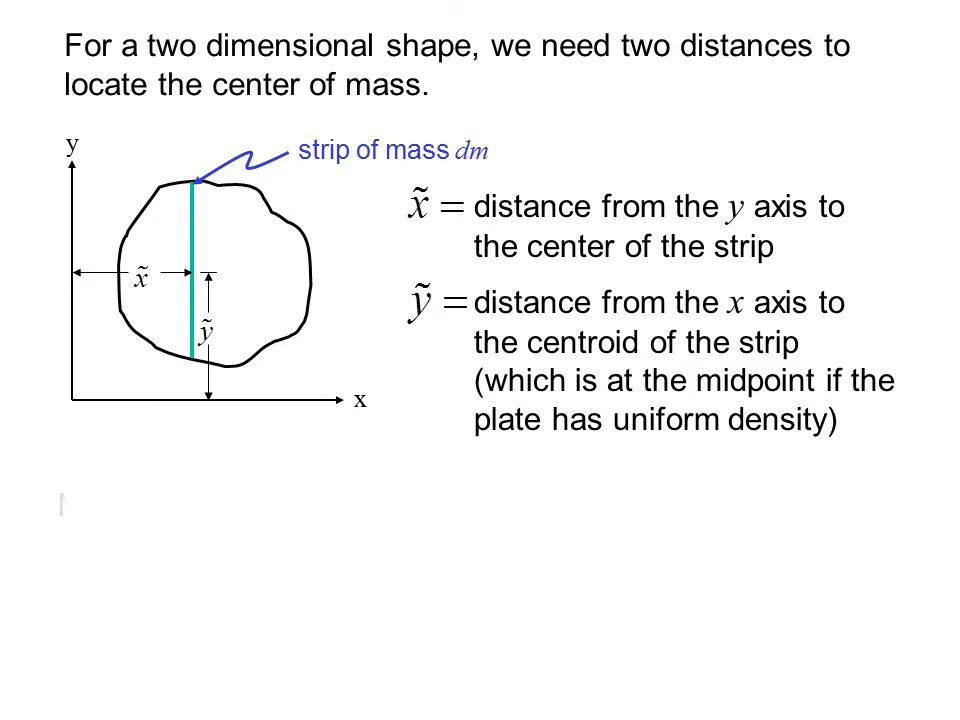 For a two dimensional shape, we need two distances to
locate the center of mass.
y
strip of mass dm
x̃ = distance from the y axis to
the center of the strip
x̃
ỹ = distance from the x axis to
ỹ
the centroid of the strip
(which is at the midpoint if the
x
plate has uniform density)